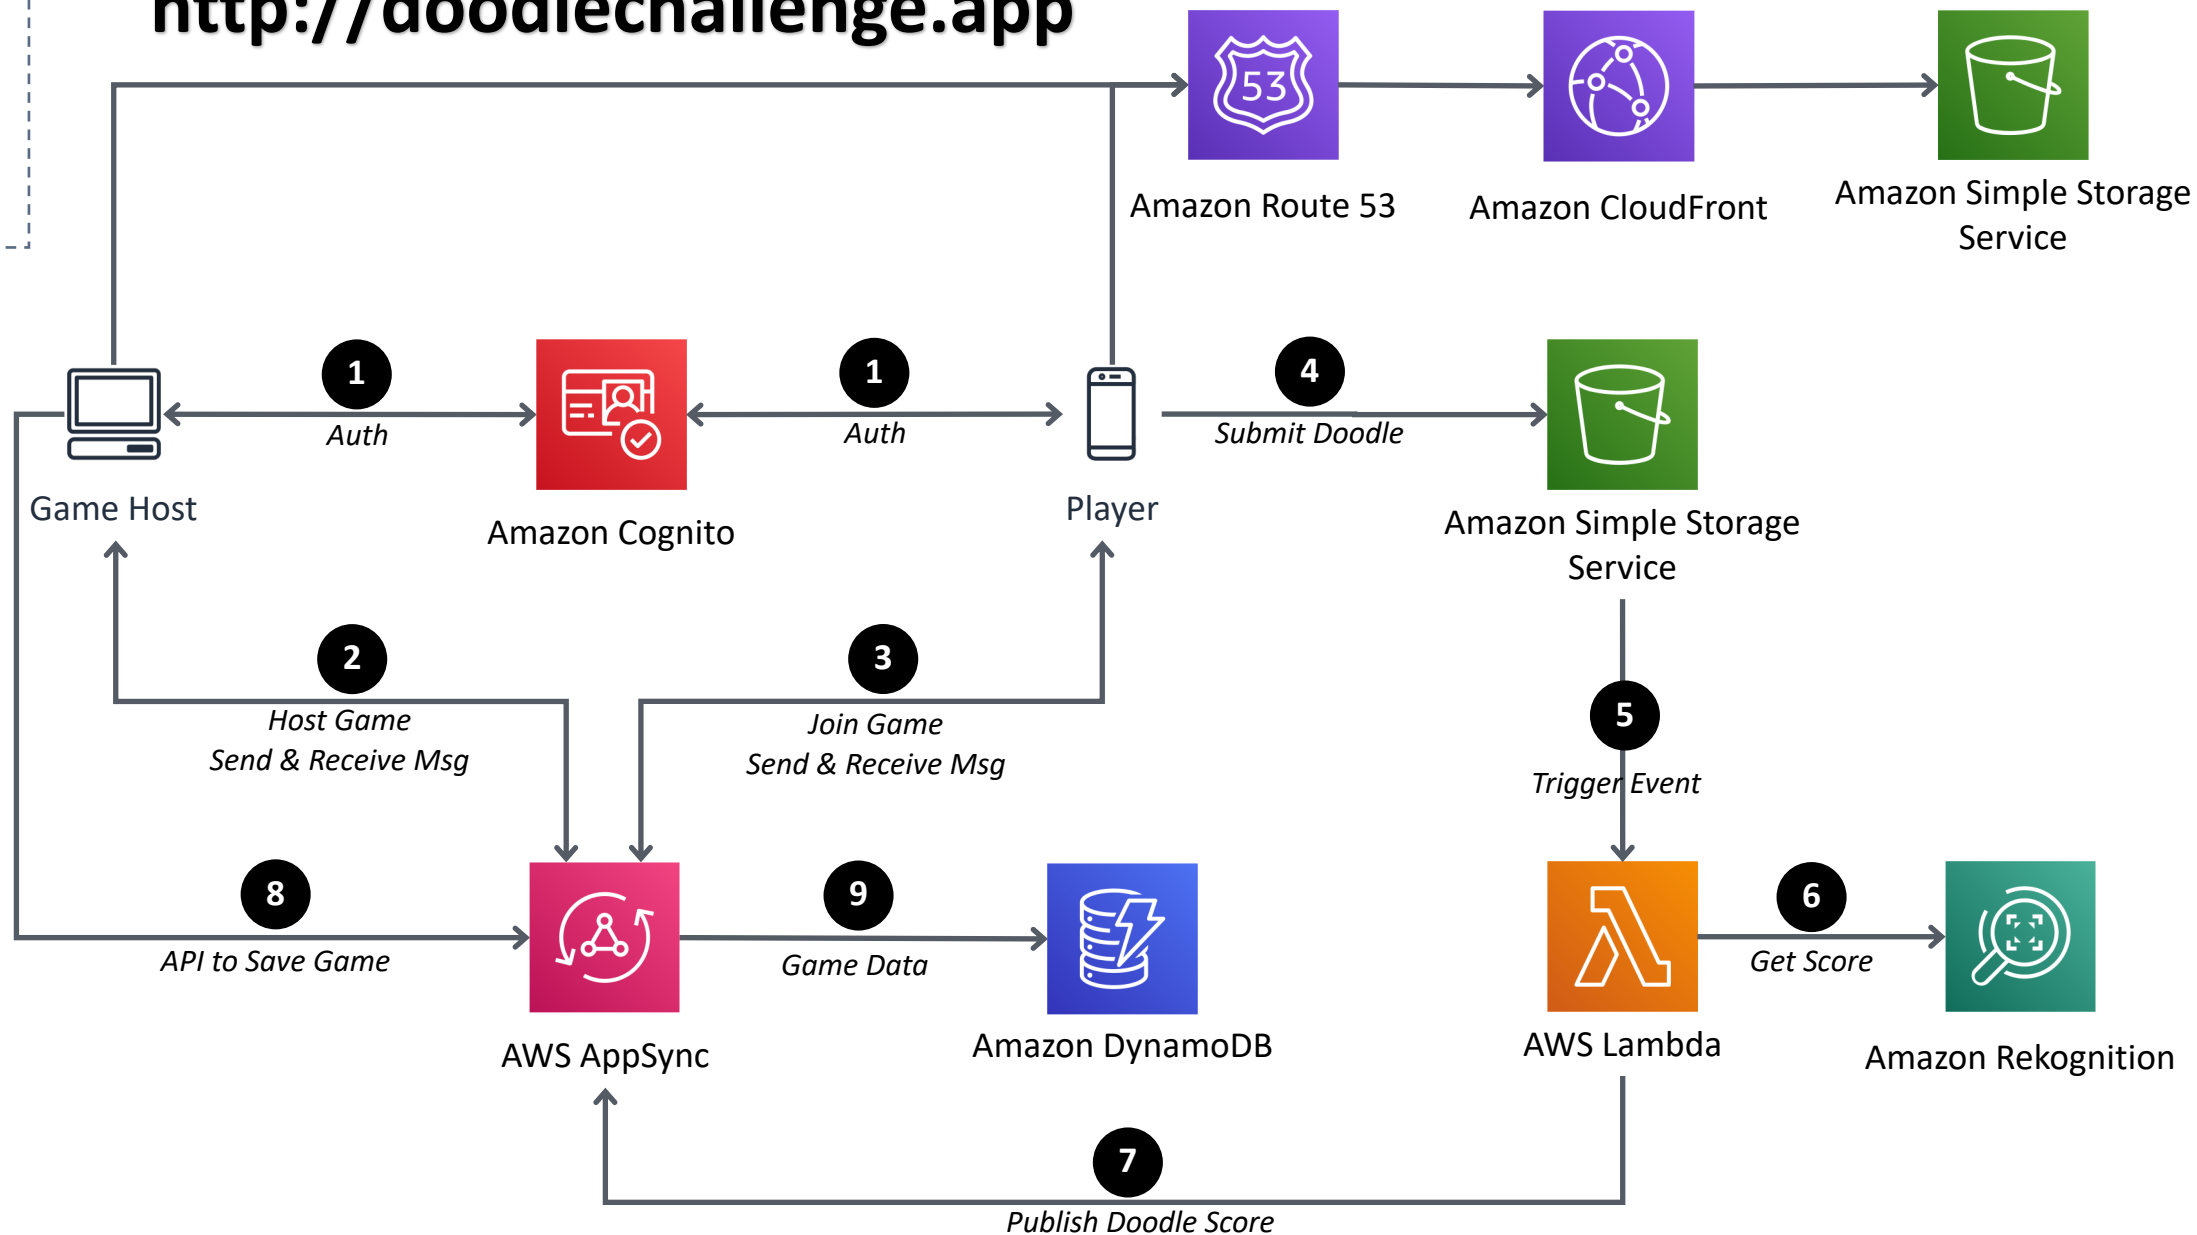 http://doodlechallenge.app
53
Amazon Route 53
Amazon CloudFront
Amazon Simple Storage
Service
1
Auth
1
Auth
4
Submit Doodle
Game Host
Amazon Cognito
Player
Amazon Simple Storage
Service
2
Host Game
Send & Receive Msg
3
Join Game
Send & Receive Msg
5
Trigger Event
8
API to Save Game
9
Game Data
6
Get Score
AWS AppSync
Amazon DynamoDB
AWS Lambda
Amazon Rekognition
7
Publish Doodle Score